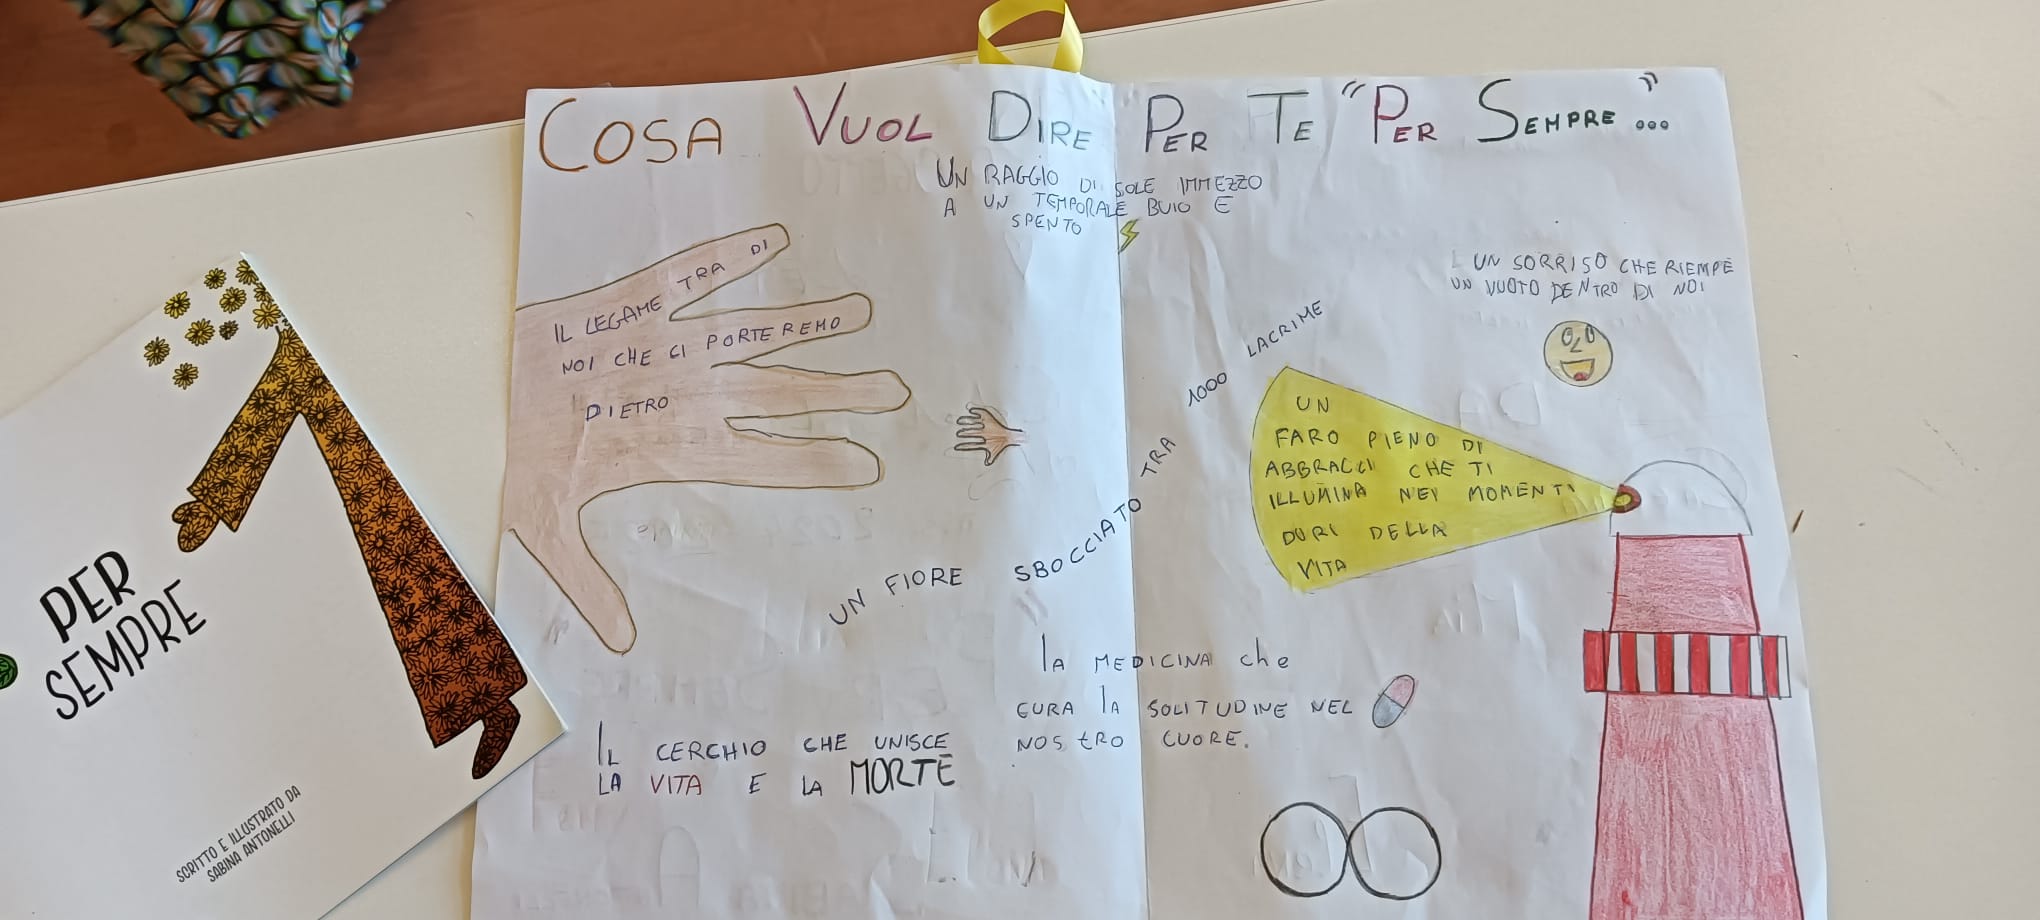 COSA VUOL DIRE PER TE "PER SEMPRE" ...
UN RAGGIO DI SOLE IMMEZZO
A UN TEMPORALE BUIO E
SPENTO
IL LEGAME TRA DI
NOI CHE CI PORTEREMO
DIETRO
UN SORRISO CHE RIEMPE
UN VUOTO DENTRO DI NOI
UN FIORE SBOCCIATO TRA 1000 LACRIME
UN
FARO PIENO DI
ABBRACCI CHE TI
ILLUMINA NEI MOMENTI
DURI DELLA
VITA
la MEDICINA che
CURA la SOLITUDINE NEL
NOStRO CUORE.
IL CERCHIO CHE UNISCE
LA VITA E LA MORTE
PER
SEMPRE
SCRITTO E ILLUSTRATO DA
SABINA ANTONELLI